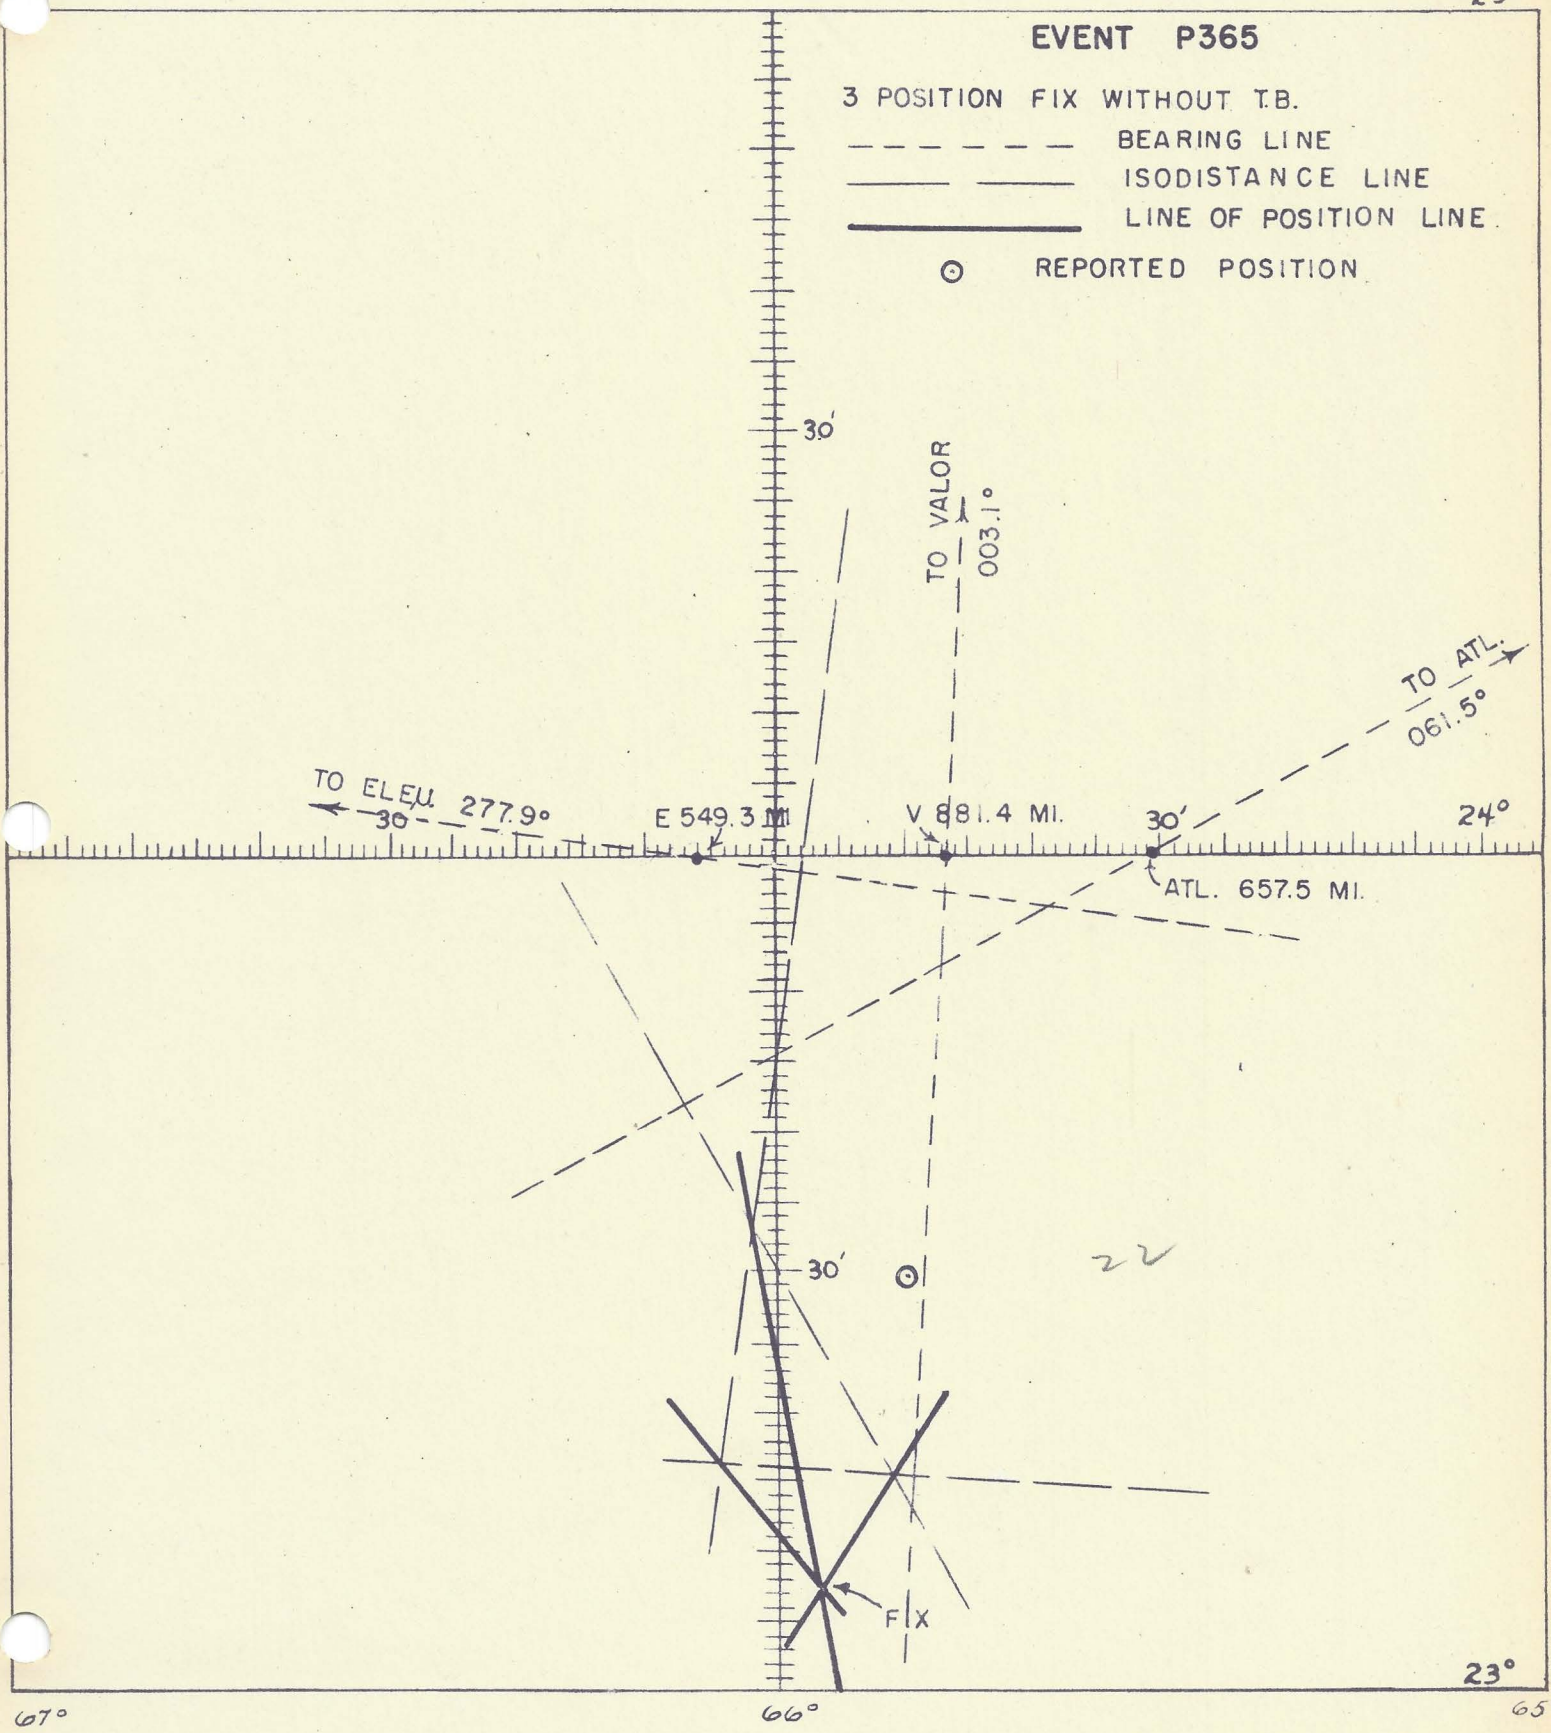 EVENT P365
3 POSITION FIX WITHOUT T.B.
BEARING LINE
ISODISTANCE LINE
LINE OF POSITION LINE.
REPORTED POSITION
30'
TO VALOR
003.1°
TO ATL.
061.5°
TO ELEU. 277.9°
30
E 549.3 MI
V 881.4 MI.
30'
24°
ATL. 657.5 MI.
30'
22
FIX
23°
67°
66°
65